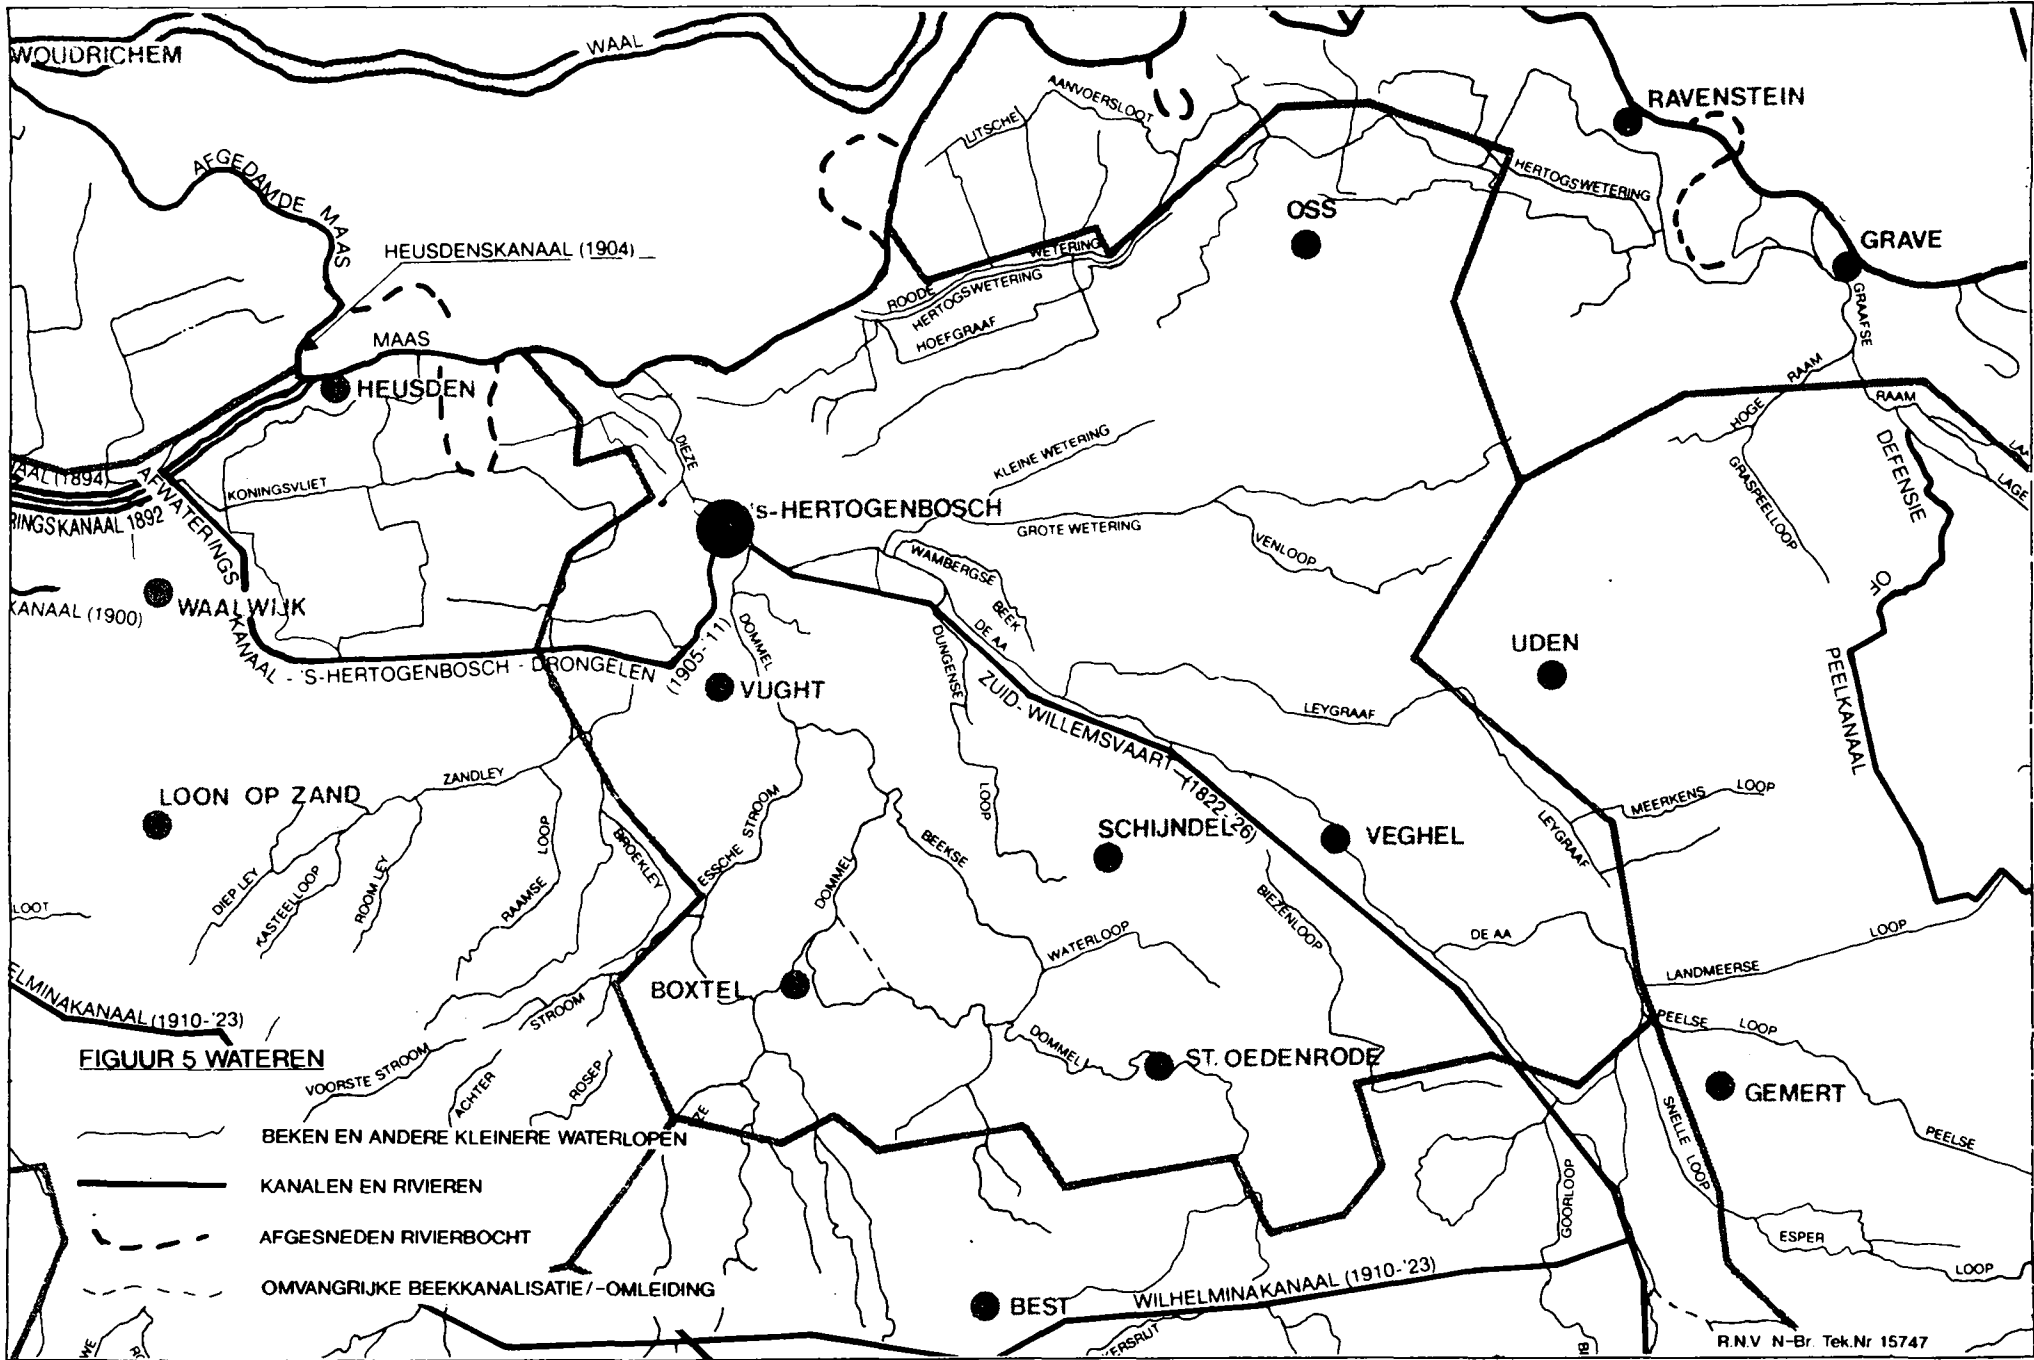 WOUDRICHEM
WAAL
AANVOERSLOOT
LITSCHE
RAVENSTEIN
AFGEDAMDE MAAS
HERTOGSWETERING
OSS
GRAVE
HEUSDENSKANAAL (1904)
ROODE WETERING
HERTOGSWETERING
HOEFGRAAF
GRAAFSE
RAAM
MAAS
HEUSDEN
HOGE RAAM
RAAM
DIEZE
KLEINE WETERING
GRASPEELLOOP
DEFENSIE
LAGE
AAL (1894)
KONINGSVLIET
'S-HERTOGENBOSCH
RINGSKANAAL 1892
GROTE WETERING
VENLOOP
WAMBERGSE
BEEK
OF
PEELKANAAL
WAALWIJK
KANAAL (1900)
AFWATERINGS
KANAAL - 'S-HERTOGENBOSCH - DRONGELEN (1905-'11)
DOMMEL
DUNGENSE
LOOP
DE AA
UDEN
VUGHT
LEYGRAAF
ZUID-WILLEMSVAART (1822-'26)
ZANDLEY
LOON OP ZAND
MEERKENS LOOP
LEYGRAAF
SCHIJNDEL
VEGHEL
RAAMSE LOOP
BROEKLEY
ESSCHE STROOM
DOMMEL
BEEKSE
DIEP LEY
KASTEELLOOP
ROOM LEY
LOOT
BIEZENLOOP
WATERLOOP
DE AA
LANDMEERSE LOOP
BOXTEL
ELMINAKANAAL (1910-'23)
STROOM
PEELSE LOOP
DOMMEL
ST. OEDENRODE
GEMERT
FIGUUR 5 WATEREN
VOORSTE STROOM
ACHTER
ROSEP
ZE
SNELLE LOOP
PEELSE
BEKEN EN ANDERE KLEINERE WATERLOPEN
KANALEN EN RIVIEREN
AFGESNEDEN RIVIERBOCHT
OMVANGRIJKE BEEKKANALISATIE/-OMLEIDING
GOORLOOP
ESPER LOOP
BEST
WILHELMINAKANAAL (1910-'23)
KERSRIJT
R.N.V N-Br. Tek.Nr 15747